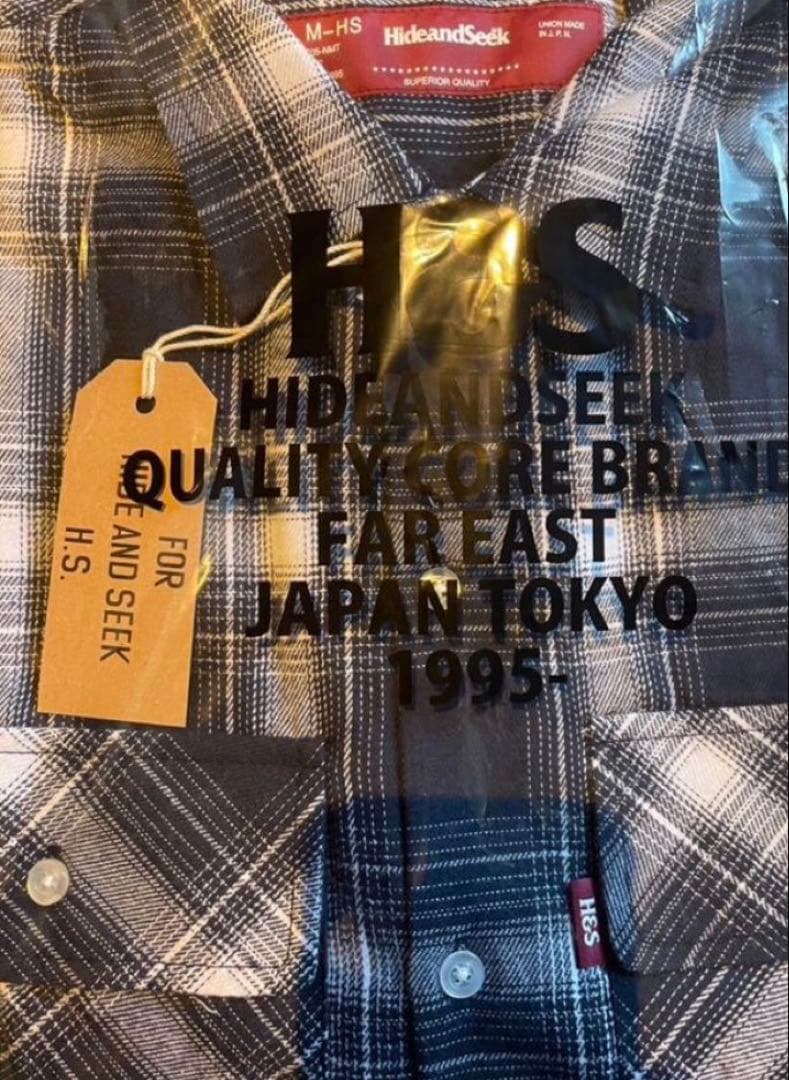 M-HS
HideandSeek
UNION MADE
IN J.P.N.
SUPERIOR QUALITY
H&S
HIDEANDSEEK
QUALITY CORE BRAND
FAR EAST
JAPAN TOKYO
1995-
FOR
HIDE AND SEEK
H.S.
H&S